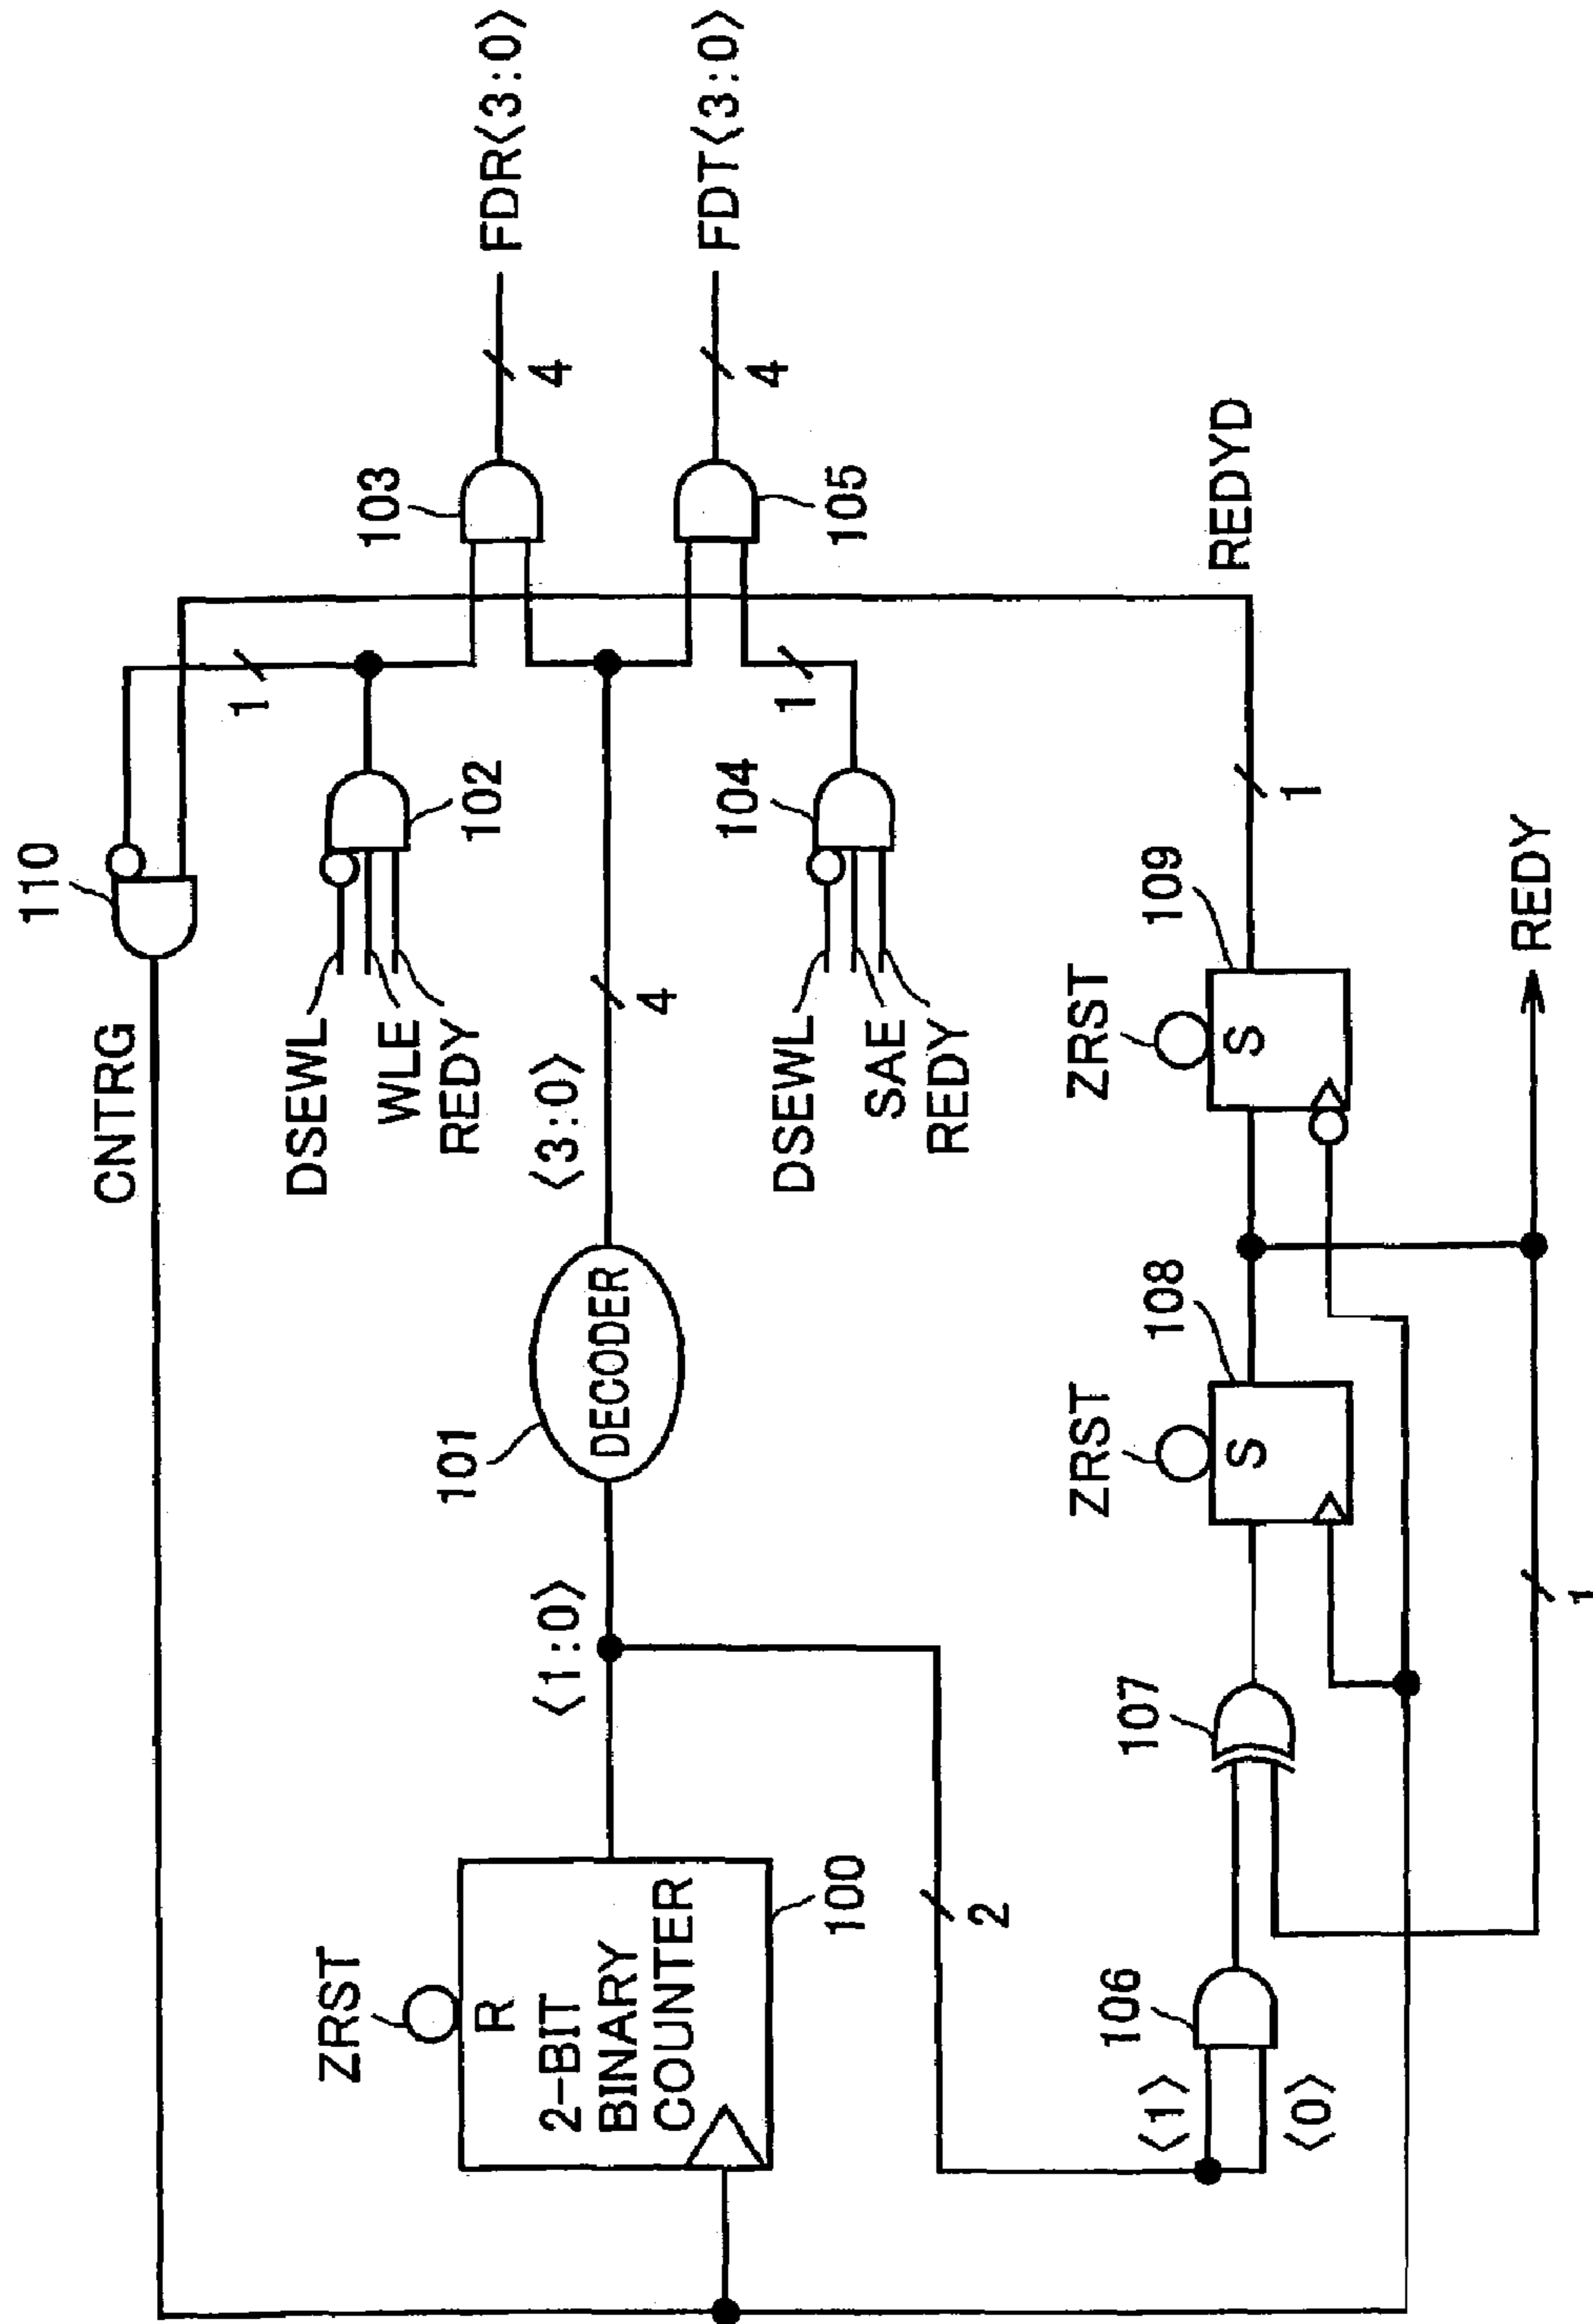 CNTRG
110
DSEWL
WLE
REDY
102
1
103
FDR<3:0>
4
ZRST
R
2-BIT
BINARY
COUNTER
100
<1:0>
101
DECODER
<3:0>
4
DSEWL
SAE
REDY
104
1
105
FDT<3:0>
4
2
<1>
<0>
106
107
ZRST
S
108
ZRST
S
109
1
REDYD
1
REDY